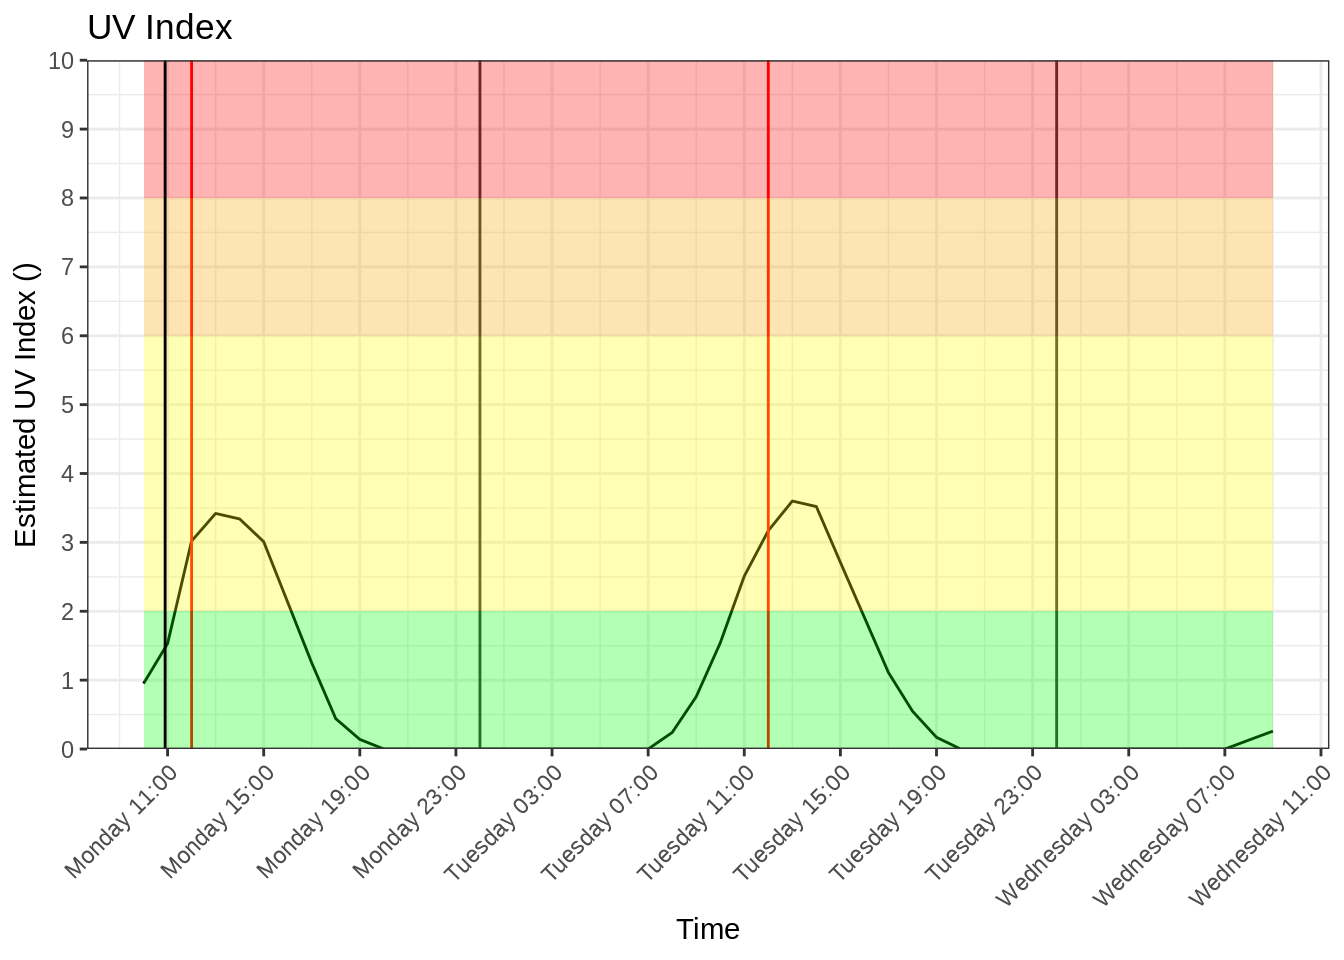 UV Index
Estimated UV Index ()
10
9
8
7
6
5
4
3
2
1
0
Monday 11:00
Monday 15:00
Monday 19:00
Monday 23:00
Tuesday 03:00
Tuesday 07:00
Tuesday 11:00
Tuesday 15:00
Tuesday 19:00
Tuesday 23:00
Wednesday 03:00
Wednesday 07:00
Wednesday 11:00
Time